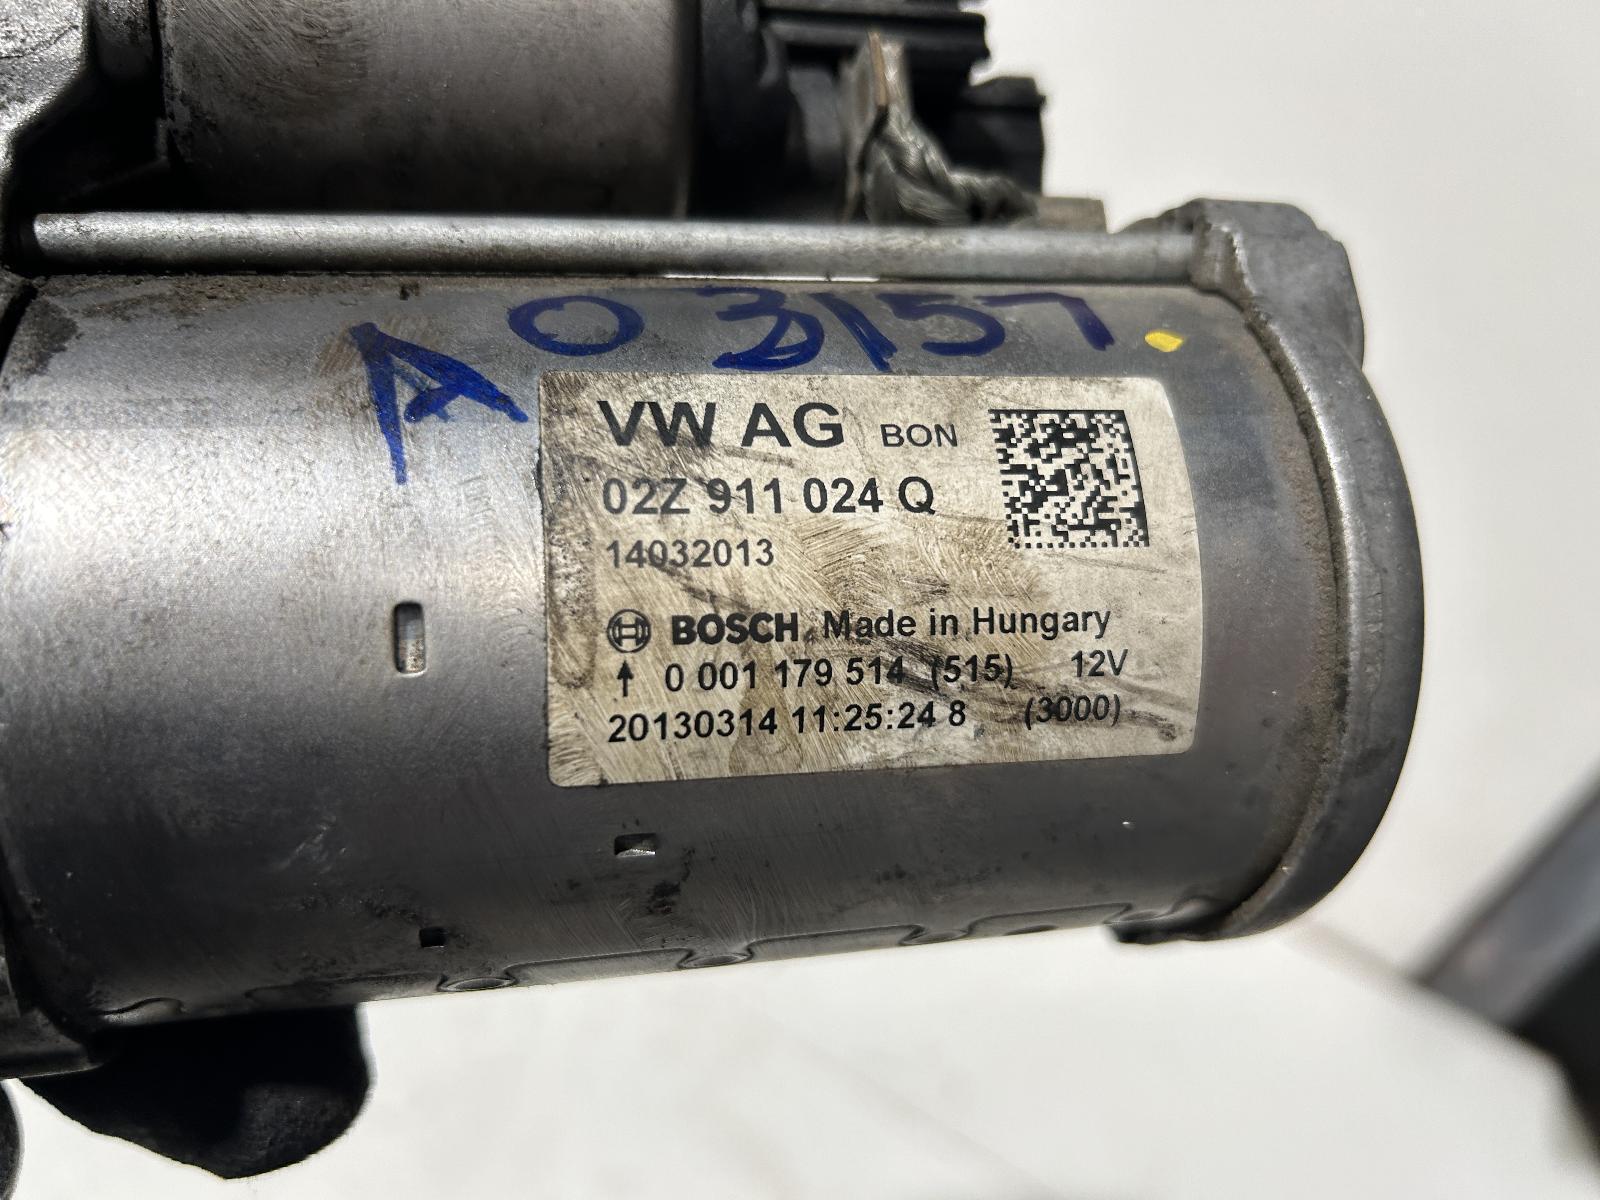 A 03157.
VW AG BON
02Z 911 024 Q
14032013
BOSCH Made in Hungary
0 001 179 514 (515) 12V
20130314 11:25:24 8 (3000)